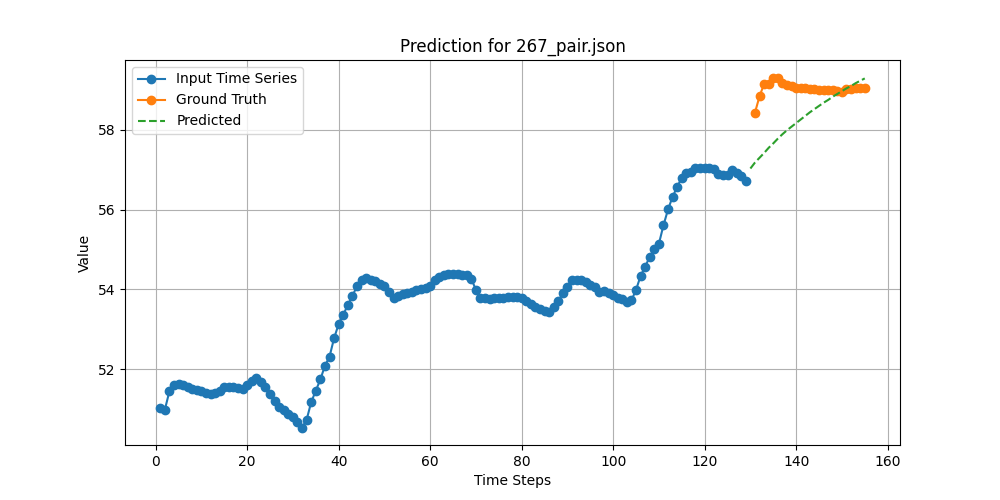 Prediction for 267_pair.json
Input Time Series
Ground Truth
Predicted
58
56
54
52
Value
0 20 40 60 80 100 120 140 160
Time Steps